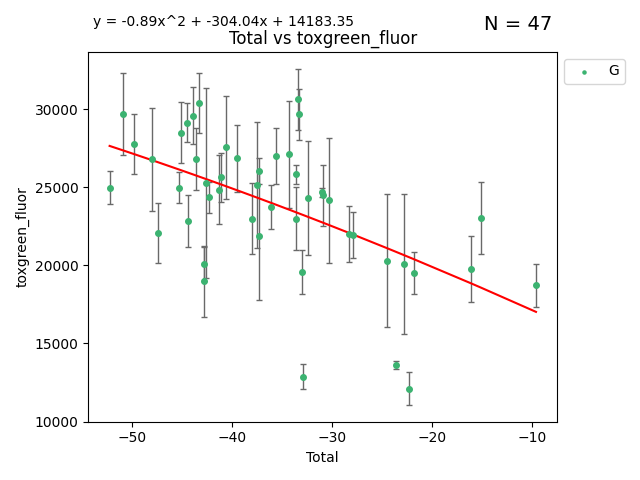 y = -0.89x^2 + -304.04x + 14183.35
N = 47
Total vs toxgreen_fluor
G
30000
25000
20000
15000
10000
toxgreen_fluor
−50
−40
−30
−20
−10
Total